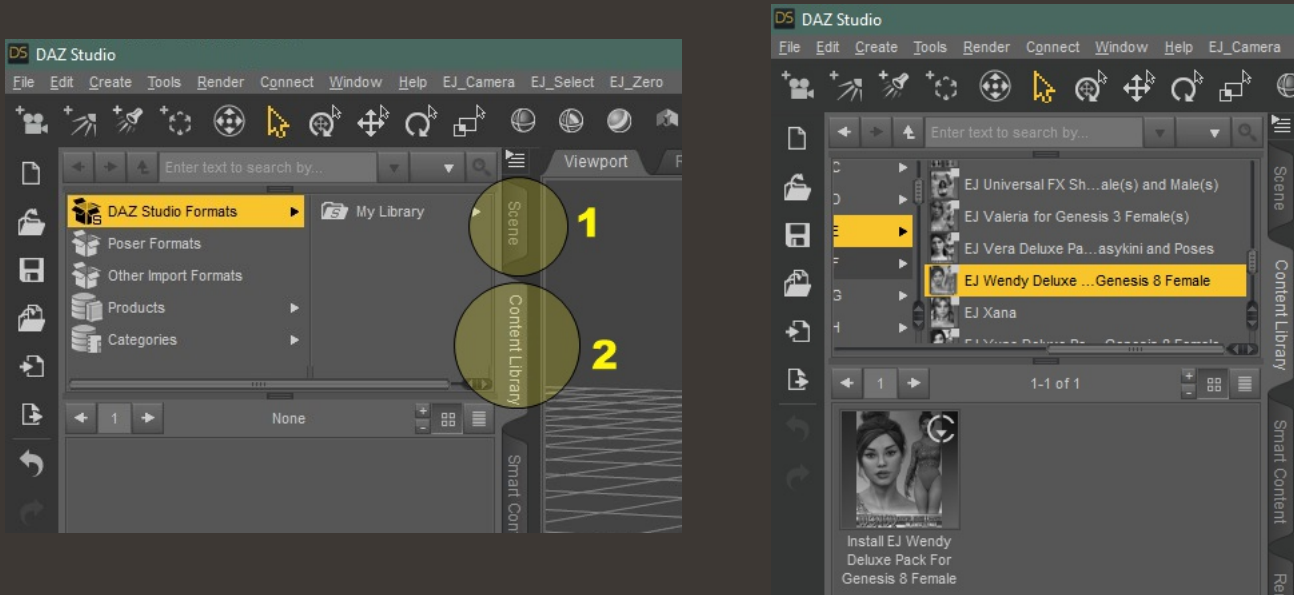 DS DAZ Studio
File Edit Create Tools Render Connect Window Help EJ_Camera EJ_Select EJ_Zero
Enter text to search by...
Viewport
DAZ Studio Formats
My Library
Poser Formats
Other Import Formats
Products
Categories
Scene
1
Content Library
2
1
None
Smart Con
DS DAZ Studio
File Edit Create Tools Render Connect Window Help EJ_Camera
Enter text to search by...
D
E
F
G
H
EJ Universal FX Sh...ale(s) and Male(s)
EJ Valeria for Genesis 3 Female(s)
EJ Vera Deluxe Pa...asykini and Poses
EJ Wendy Deluxe ...Genesis 8 Female
EJ Xana
Scene
Content Library
Smart Content
Re
1
1-1 of 1
Install EJ Wendy
Deluxe Pack For
Genesis 8 Female